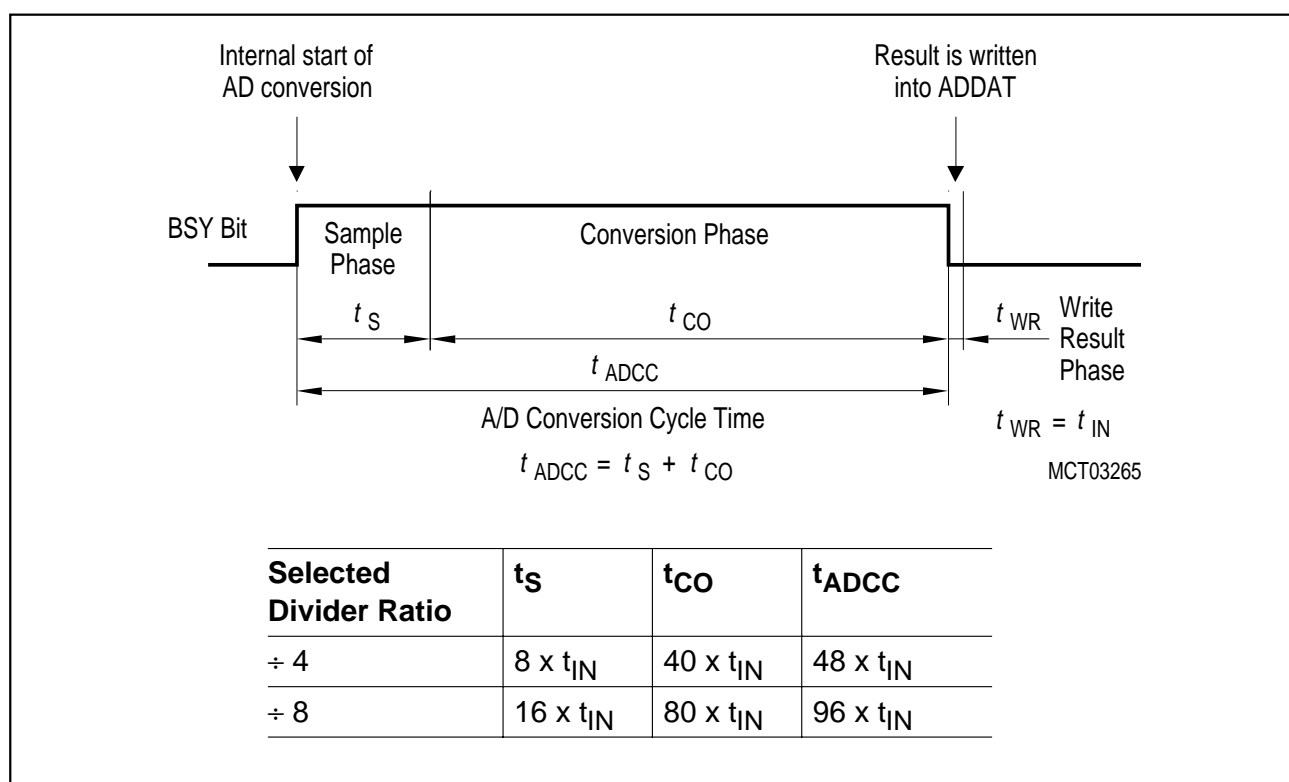 Internal start of
AD conversion
Result is written
into ADDAT
BSY Bit
Sample
Phase
Conversion Phase
t S
t CO
t WR
Write
Result
Phase
t ADCC
A/D Conversion Cycle Time
t WR = t IN
t ADCC = t S + t CO
MCT03265
Selected Divider Ratio tS tCO tADCC
÷ 4 8 x tIN 40 x tIN 48 x tIN
÷ 8 16 x tIN 80 x tIN 96 x tIN